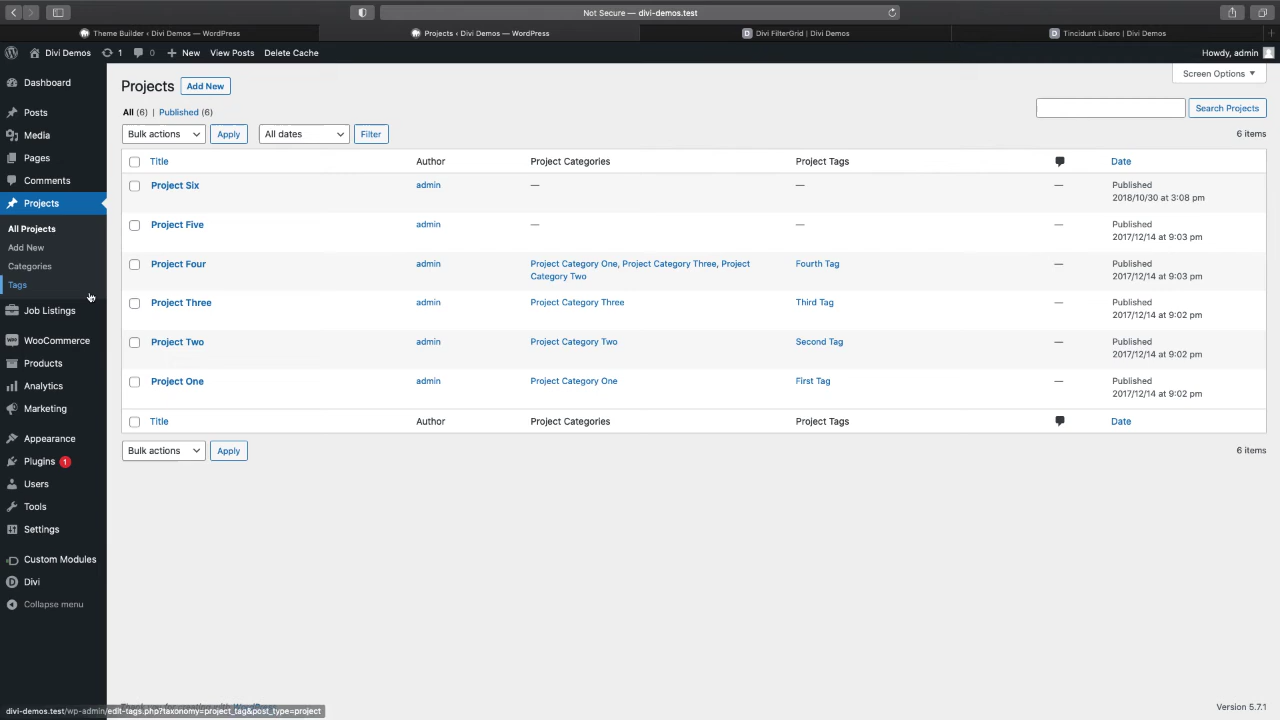 Not Secure — divi-demos.test
Theme Builder ‹ Divi Demos — WordPress
Projects ‹ Divi Demos — WordPress
Divi FilterGrid | Divi Demos
Tincidunt Libero | Divi Demos
Divi Demos
1
0
New
View Posts
Delete Cache
Howdy, admin
Dashboard
Posts
Media
Pages
Comments
Projects
All Projects
Add New
Categories
Tags
Job Listings
WooCommerce
Products
Analytics
Marketing
Appearance
Plugins 1
Users
Tools
Settings
Custom Modules
Divi
Collapse menu
Screen Options ▼
Projects Add New
All (6) | Published (6)
Search Projects
Bulk actions Apply All dates Filter
6 items
Title Author Project Categories Project Tags Date
Project Six admin — — — Published
2018/10/30 at 3:08 pm
Project Five admin — — — Published
2017/12/14 at 9:03 pm
Project Four admin Project Category One, Project Category Three, Project Fourth Tag — Published
Category Two 2017/12/14 at 9:03 pm
Project Three admin Project Category Three Third Tag — Published
2017/12/14 at 9:02 pm
Project Two admin Project Category Two Second Tag — Published
2017/12/14 at 9:02 pm
Project One admin Project Category One First Tag — Published
2017/12/14 at 9:02 pm
Title Author Project Categories Project Tags Date
Bulk actions Apply
6 items
divi-demos.test/wp-admin/edit-tags.php?taxonomy=project_tag&post_type=project
Version 5.7.1